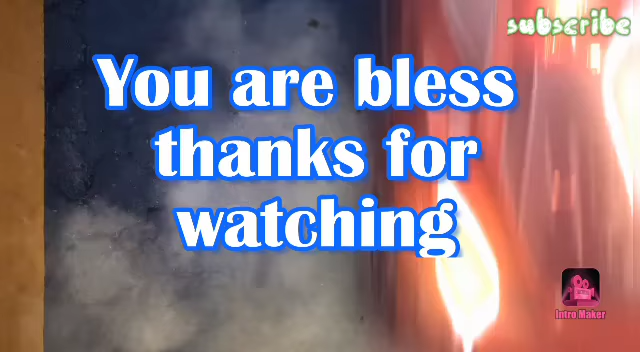 subscribe
You are bless
thanks for
watching
Intro Maker